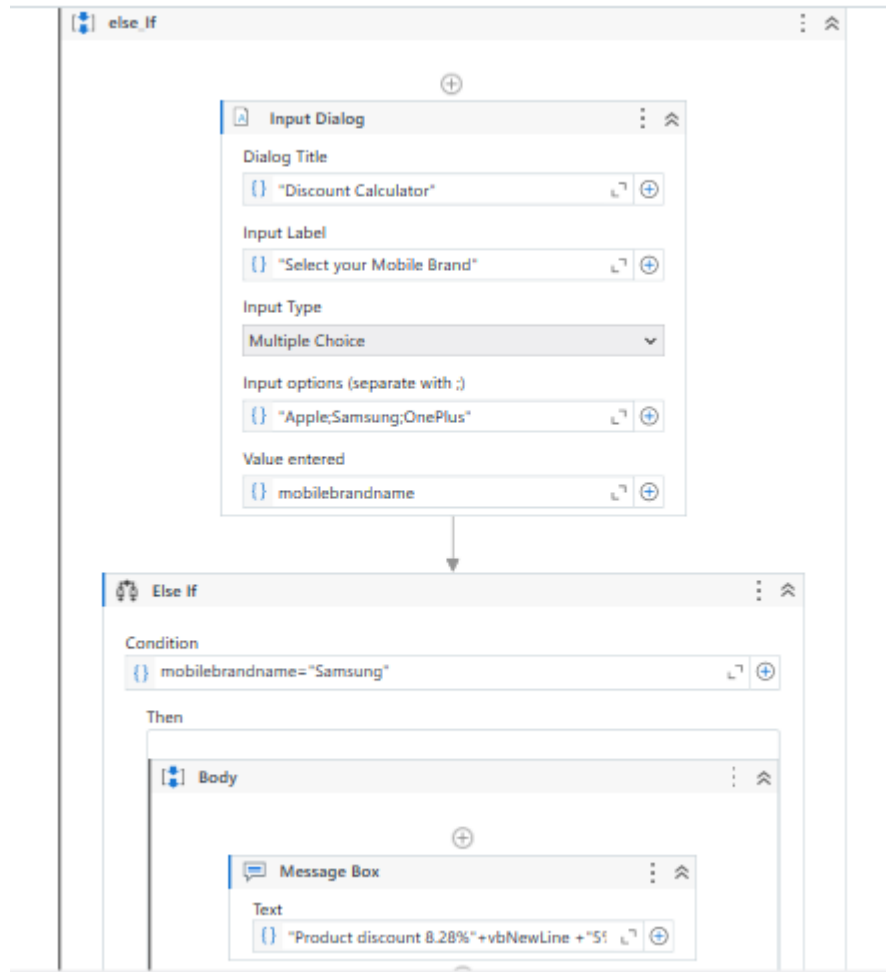 else_If
Input Dialog
Dialog Title
{} "Discount Calculator"
Input Label
{} "Select your Mobile Brand"
Input Type
Multiple Choice
Input options (separate with ;)
{} "Apple;Samsung;OnePlus"
Value entered
{} mobilebrandname
Else If
Condition
{} mobilebrandname="Samsung"
Then
Body
Message Box
Text
{} "Product discount 8.28%"+vbNewLine +"5